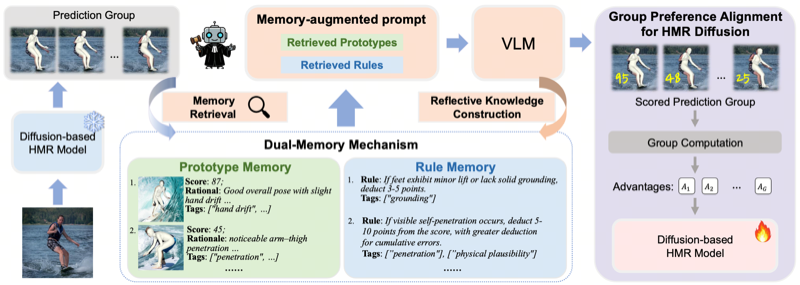 Prediction Group
...
Diffusion-based
HMR Model
Memory-augmented prompt
Retrieved Prototypes
Retrieved Rules
VLM
Memory
Retrieval
Reflective Knowledge
Construction
Dual-Memory Mechanism
Prototype Memory
1.
Score: 87;
Rational: Good overall pose with slight
hand drift ...
Tags: ["hand drift", ...]
2.
Score: 45;
Rationale: noticeable arm–thigh
penetration ...
Tags: ["penetration", ...]
......
Rule Memory
1. Rule: If feet exhibit minor lift or lack solid grounding,
deduct 3-5 points.
Tags: ["grounding"]
2. Rule: If visible self-penetration occurs, deduct 5-
10 points from the score, with greater deduction
for cumulative errors.
Tags: ["penetration"], ["physical plausibility"]
......
Group Preference Alignment
for HMR Diffusion
95 48 ... 25
Scored Prediction Group
Group Computation
Advantages: A1 A2 ... AG
Diffusion-based
HMR Model